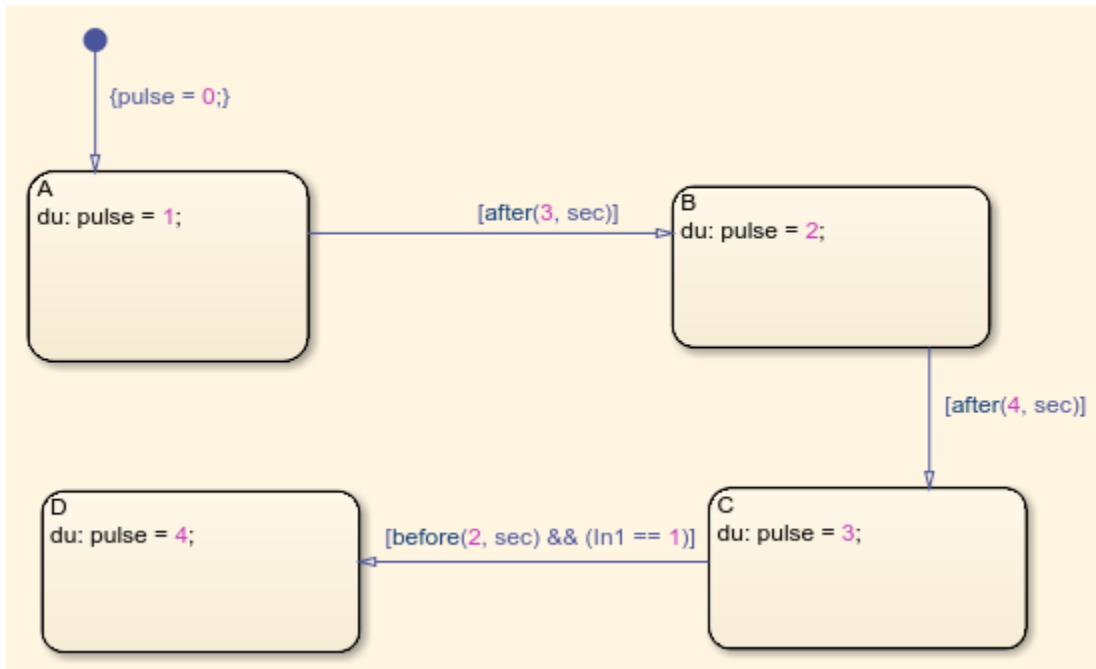 {pulse = 0;}
A
du: pulse = 1;
[after(3, sec)]
B
du: pulse = 2;
[after(4, sec)]
C
du: pulse = 3;
[before(2, sec) && (In1 == 1)]
D
du: pulse = 4;